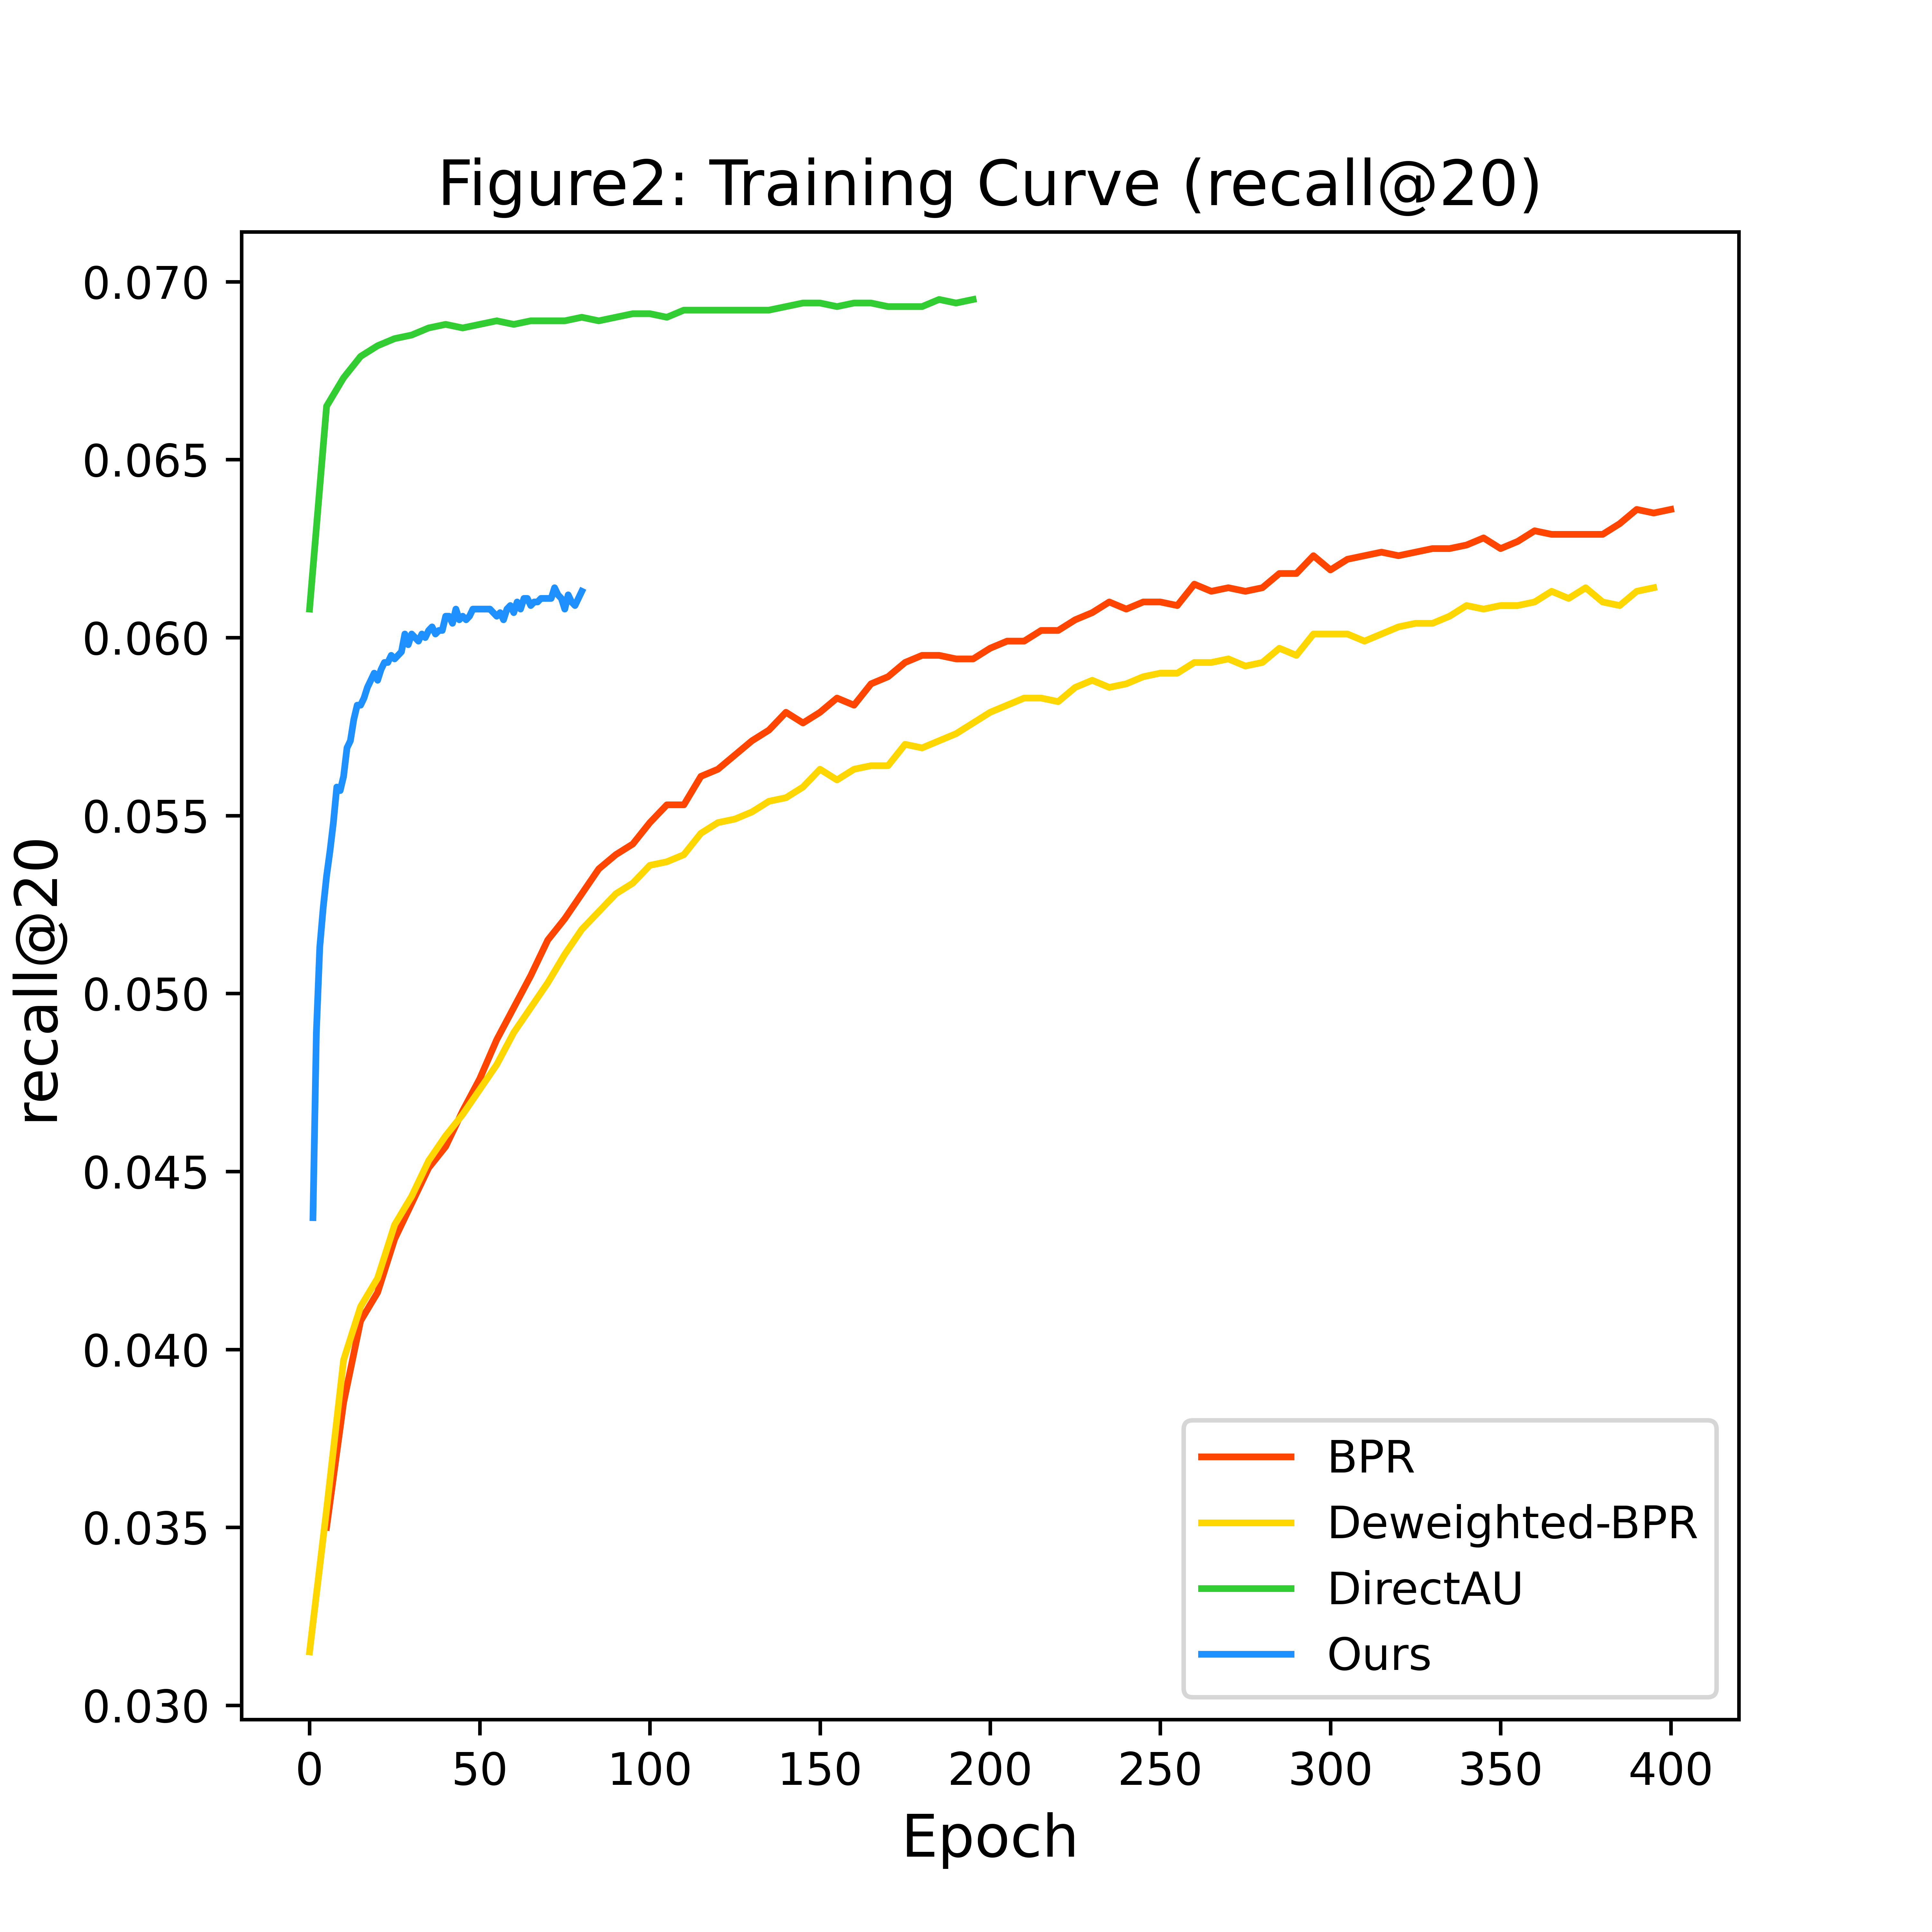 Figure2: Training Curve (recall@20)
0.070
0.065
0.060
0.055
0.050
0.045
0.040
0.035
0.030
recall@20
0 50 100 150 200 250 300 350 400
Epoch
BPR
Deweighted-BPR
DirectAU
Ours